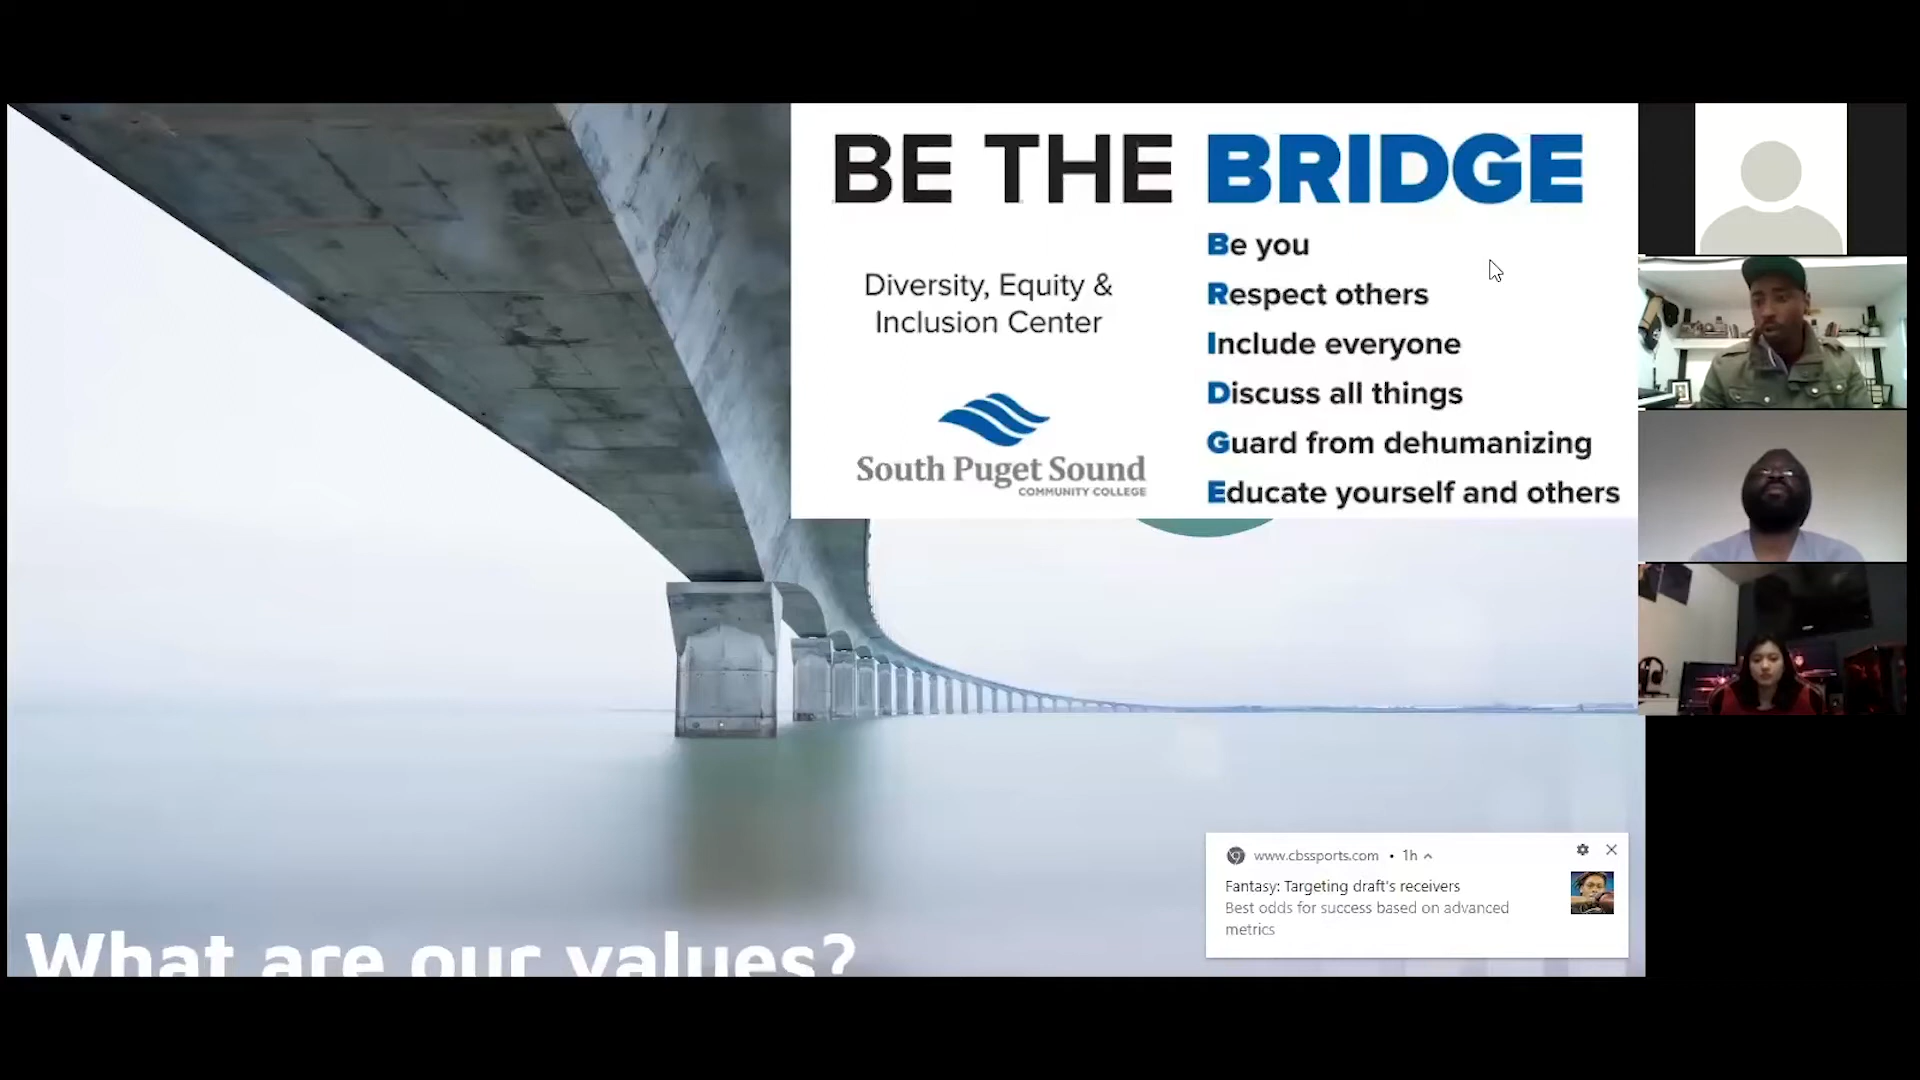 BE THE BRIDGE
Diversity, Equity &
Inclusion Center
South Puget Sound
COMMUNITY COLLEGE
Be you
Respect others
Include everyone
Discuss all things
Guard from dehumanizing
Educate yourself and others
www.cbssports.com • 1h
Fantasy: Targeting draft's receivers
Best odds for success based on advanced
metrics
What are our values?